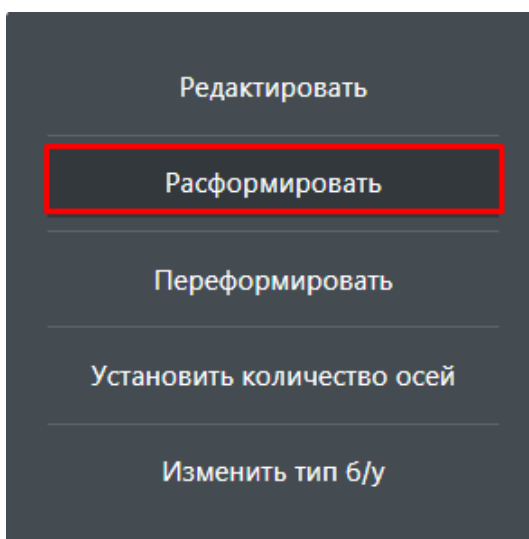 Редактировать
Расформировать
Переформировать
Установить количество осей
Изменить тип б/у